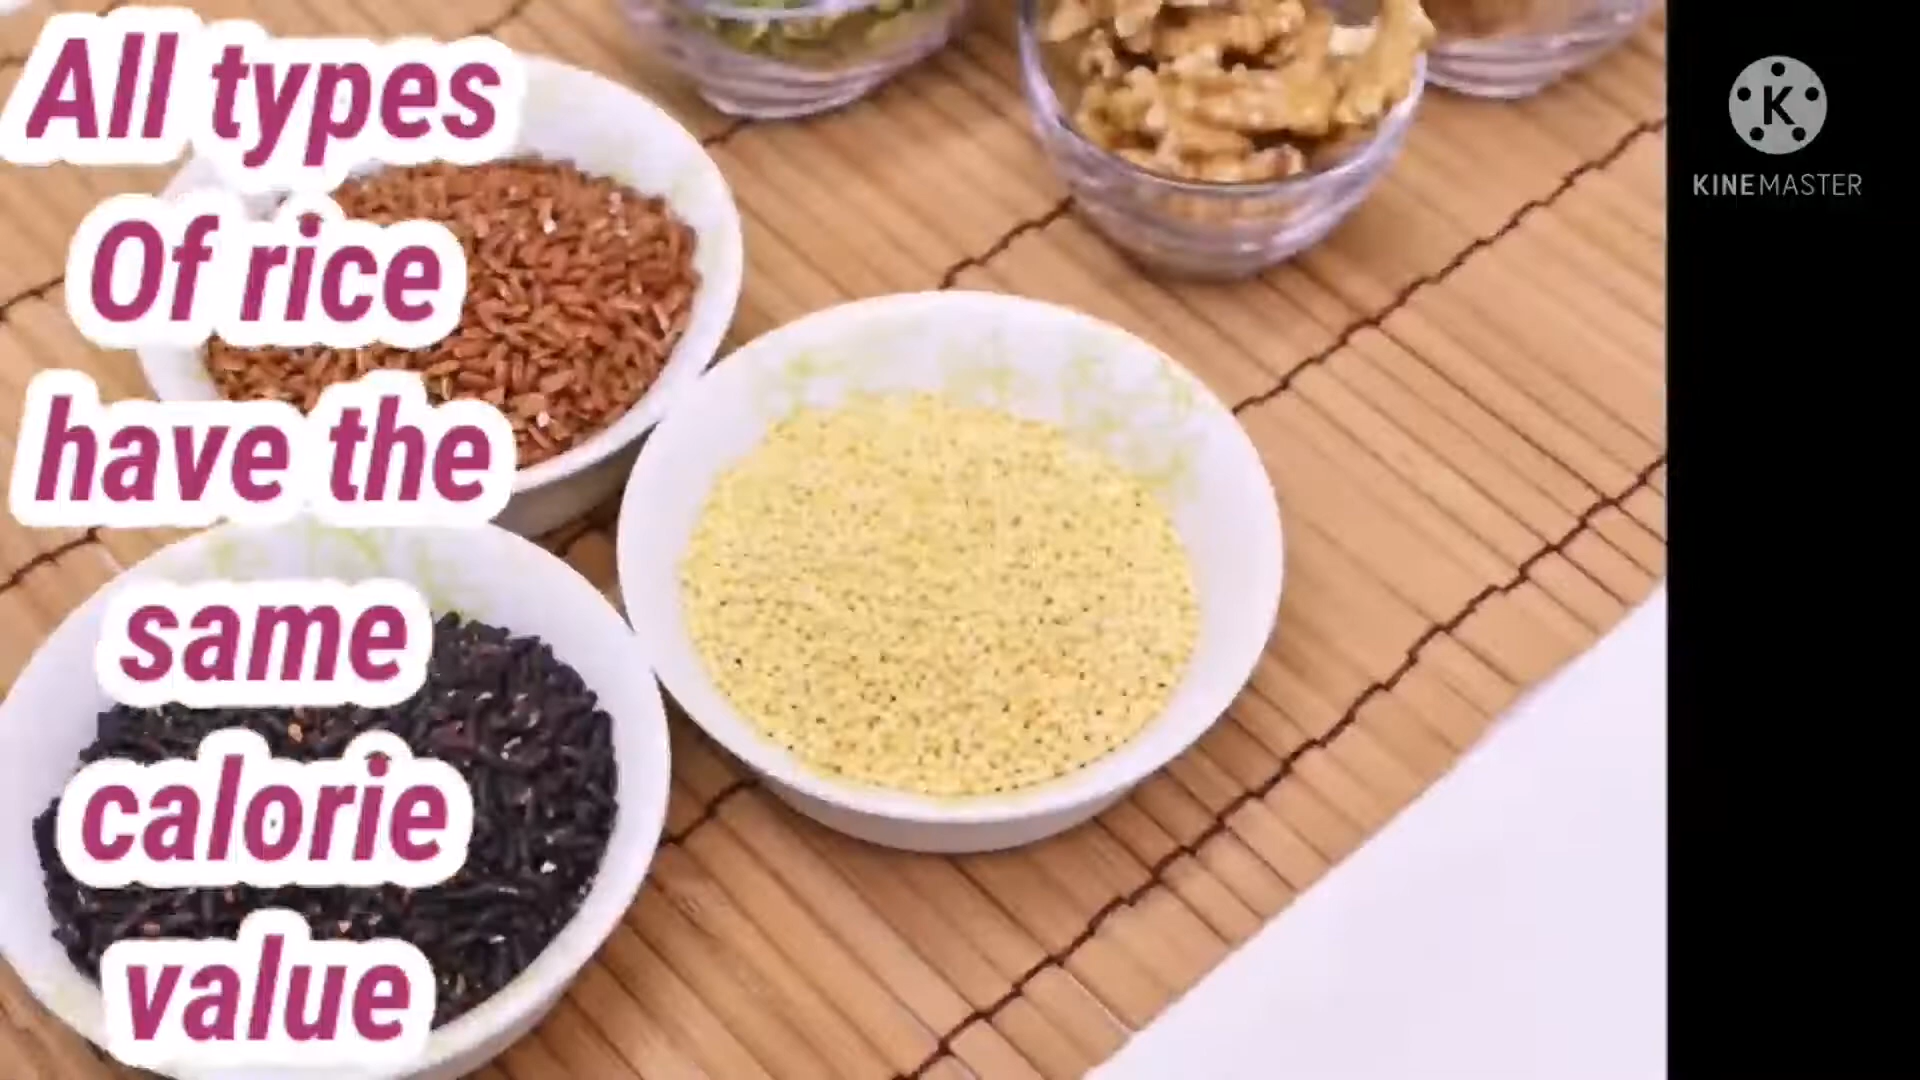 All types
Of rice
have the
same
calorie
value
K
KINEMASTER